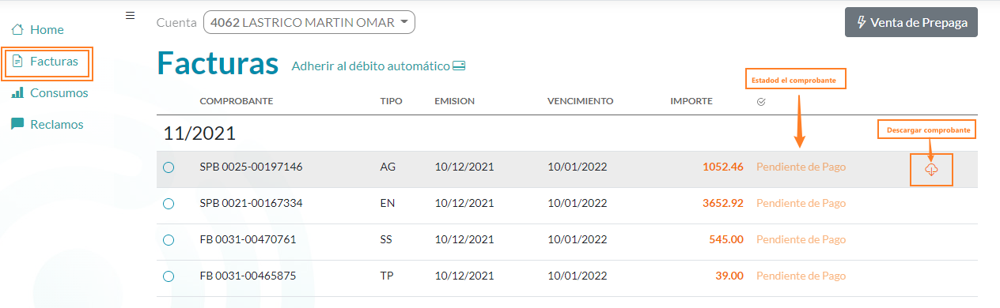 Home
Facturas
Consumos
Reclamos
Cuenta 4062 LASTRICO MARTIN OMAR
Venta de Prepaga
Facturas Adherir al débito automático
Estadod el comprobante
COMPROBANTE TIPO EMISION VENCIMIENTO IMPORTE
11/2021
Descargar comprobante
SPB 0025-00197146 AG 10/12/2021 10/01/2022 1052.46 Pendiente de Pago
SPB 0021-00167334 EN 10/12/2021 10/01/2022 3652.92 Pendiente de Pago
FB 0031-00470761 SS 10/12/2021 10/01/2022 545.00 Pendiente de Pago
FB 0031-00465875 TP 10/12/2021 10/01/2022 39.00 Pendiente de Pago